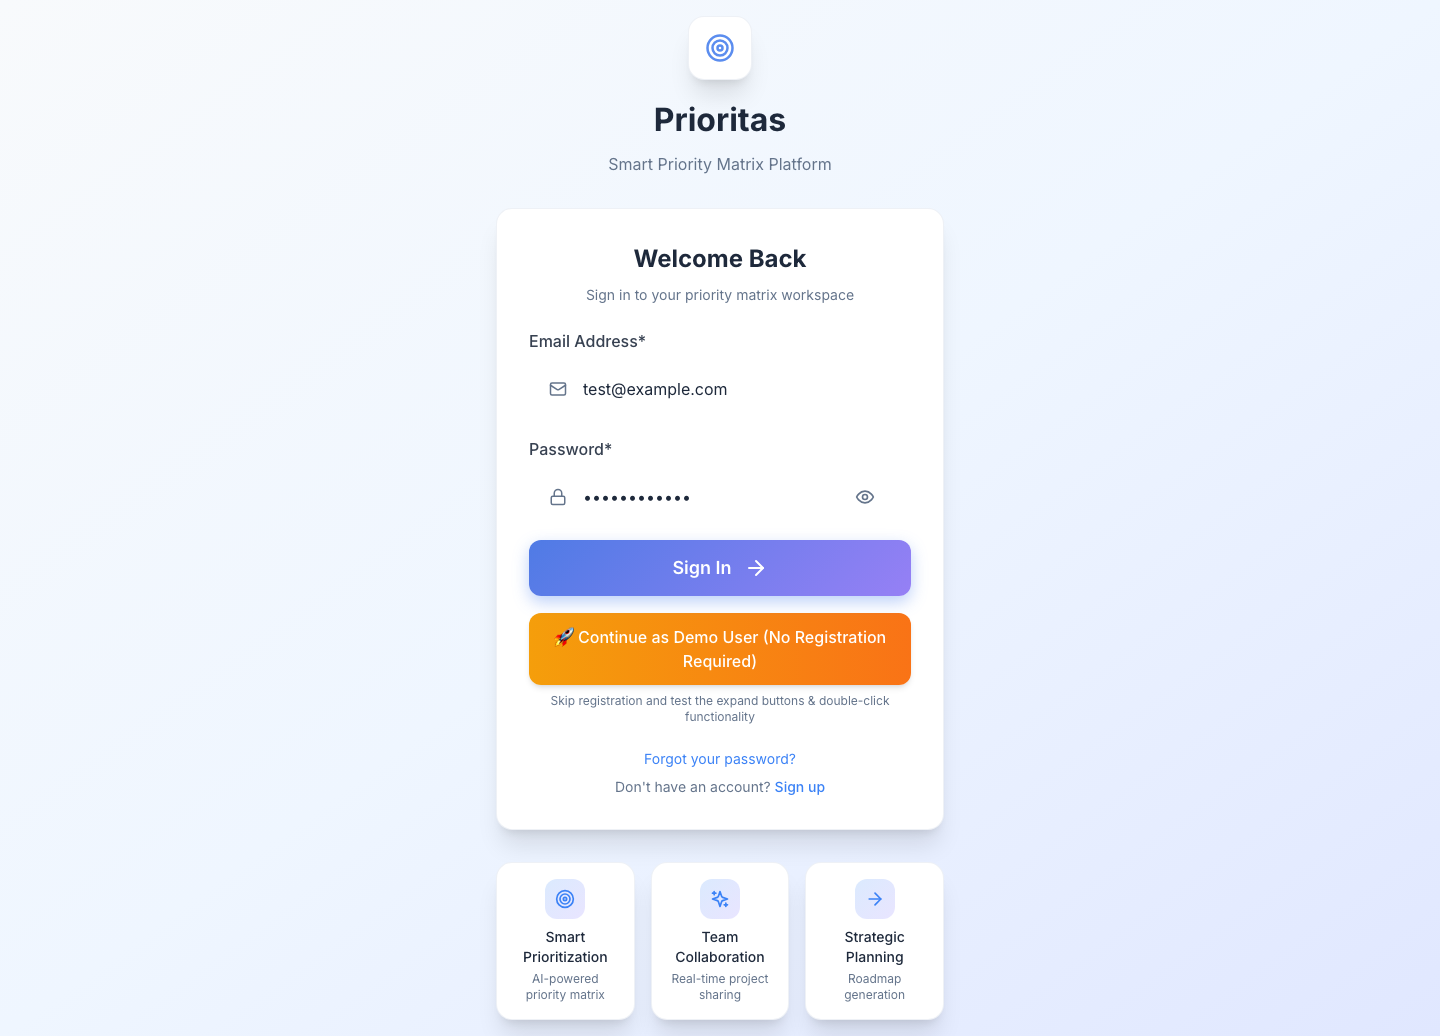 Prioritas
Smart Priority Matrix Platform
Welcome Back
Sign in to your priority matrix workspace
Email Address*
test@example.com
Password*
••••••••••••
Sign In
🚀 Continue as Demo User (No Registration
Required)
Skip registration and test the expand buttons & double-click
functionality
Forgot your password?
Don't have an account? Sign up
Smart
Prioritization
AI-powered
priority matrix
Team
Collaboration
Real-time project
sharing
Strategic
Planning
Roadmap
generation